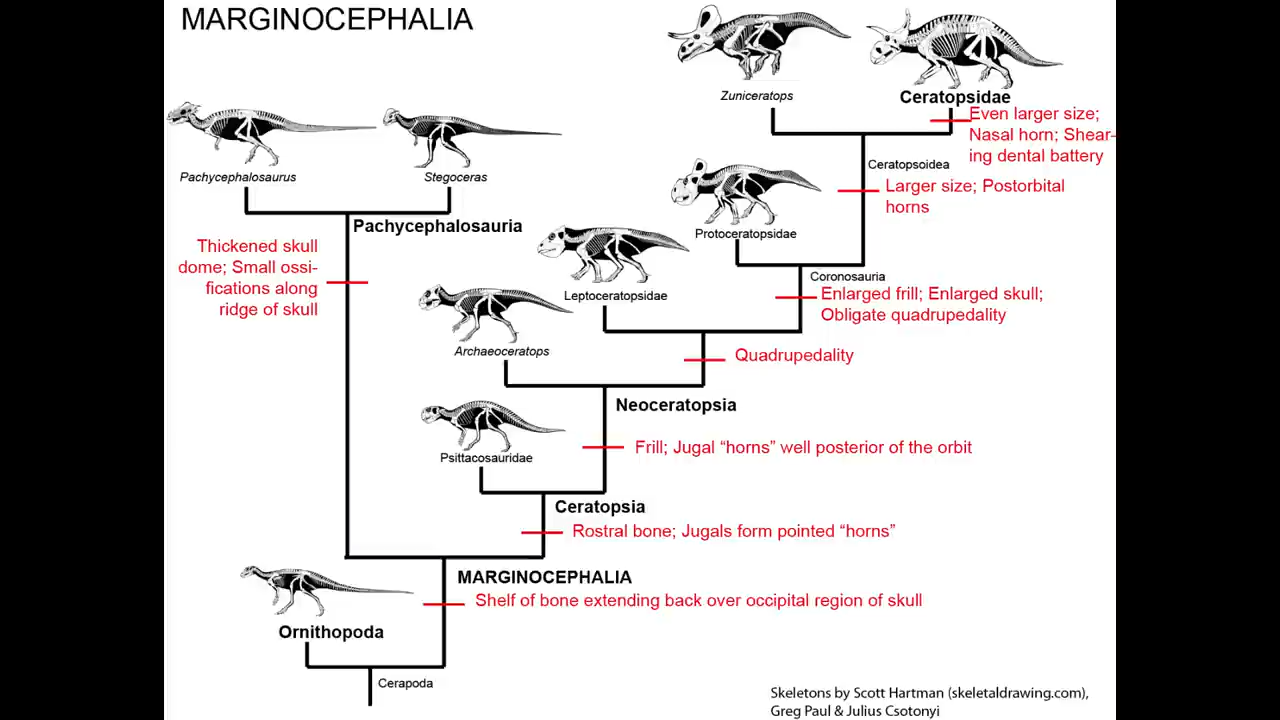 MARGINOCEPHALIA
Zuniceratops
Ceratopsidae
Even larger size;
Nasal horn; Shear-
ing dental battery
Pachycephalosaurus
Stegoceras
Ceratopsoidea
Larger size; Postorbital
horns
Pachycephalosauria
Protoceratopsidae
Thickened skull
dome; Small ossi-
fications along
ridge of skull
Coronosauria
Leptoceratopsidae
Enlarged frill; Enlarged skull;
Obligate quadrupedality
Archaeoceratops
Quadrupedality
Neoceratopsia
Frill; Jugal “horns” well posterior of the orbit
Psittacosauridae
Ceratopsia
Rostral bone; Jugals form pointed “horns”
MARGINOCEPHALIA
Shelf of bone extending back over occipital region of skull
Ornithopoda
Cerapoda
Skeletons by Scott Hartman (skeletaldrawing.com),
Greg Paul & Julius Csotonyi